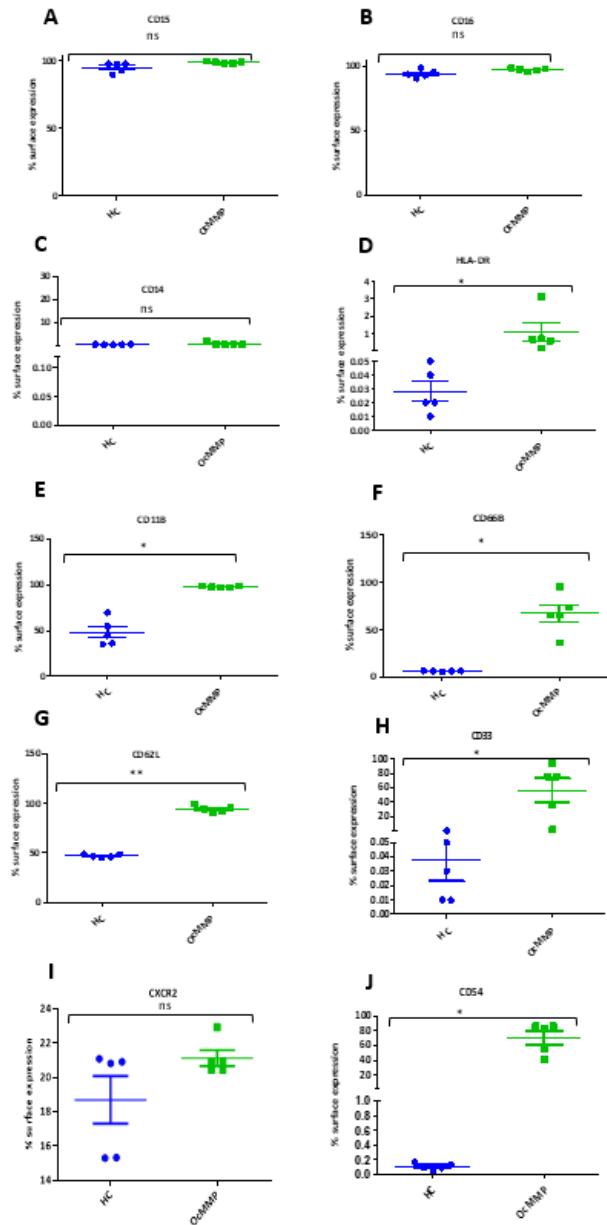 A
CD15
ns
% surface expression
100
50
0
HC
OcMMP
B
CD16
ns
% surface expression
100
50
0
HC
OcMMP
C
CD14
ns
% surface expression
30
20
10
0.10
0.05
0.00
HC
OcMMP
D
HLA-DR
*
% surface expression
4
3
2
1
0.05
0.04
0.03
0.02
0.01
0.00
HC
OcMMP
E
CD11B
*
% surface expression
150
100
50
0
HC
OcMMP
F
CD66B
*
%surface expression
150
100
50
0
HC
OcMMP
G
CD62L
**
% surface expression
150
100
50
0
HC
OcMMP
H
CD33
*
% surface expression
100
80
60
40
20
0
0.05
0.04
0.03
0.02
0.01
0.00
HC
OcMMP
I
CXCR2
ns
% surface expression
24
22
20
18
16
14
HC
OcMMP
J
CD54
*
% surface expression
100
80
60
40
20
1.0
0.8
0.6
0.4
0.2
0.0
HC
OcMMP